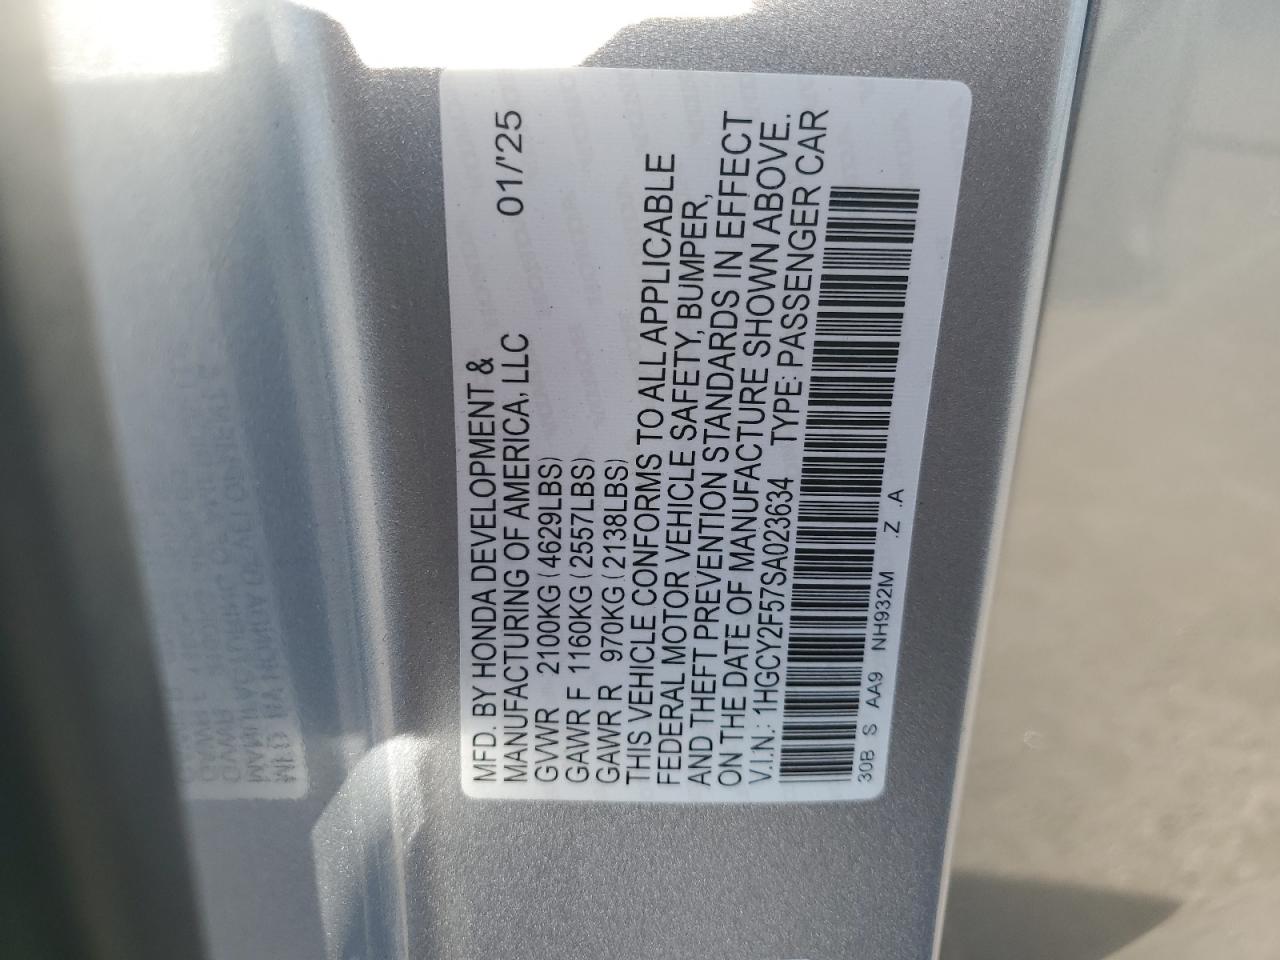 MFD. BY HONDA DEVELOPMENT & 01/'25
MANUFACTURING OF AMERICA, LLC
GVWR 2100KG (4629LBS)
GAWR F 1160KG (2557LBS)
GAWR R 970KG (2138LBS)
THIS VEHICLE CONFORMS TO ALL APPLICABLE
FEDERAL MOTOR VEHICLE SAFETY, BUMPER,
AND THEFT PREVENTION STANDARDS IN EFFECT
ON THE DATE OF MANUFACTURE SHOWN ABOVE.
V.I.N.: 1HGCY2F57SA023634 TYPE: PASSENGER CAR
30B S AA9 NH932M .Z .A